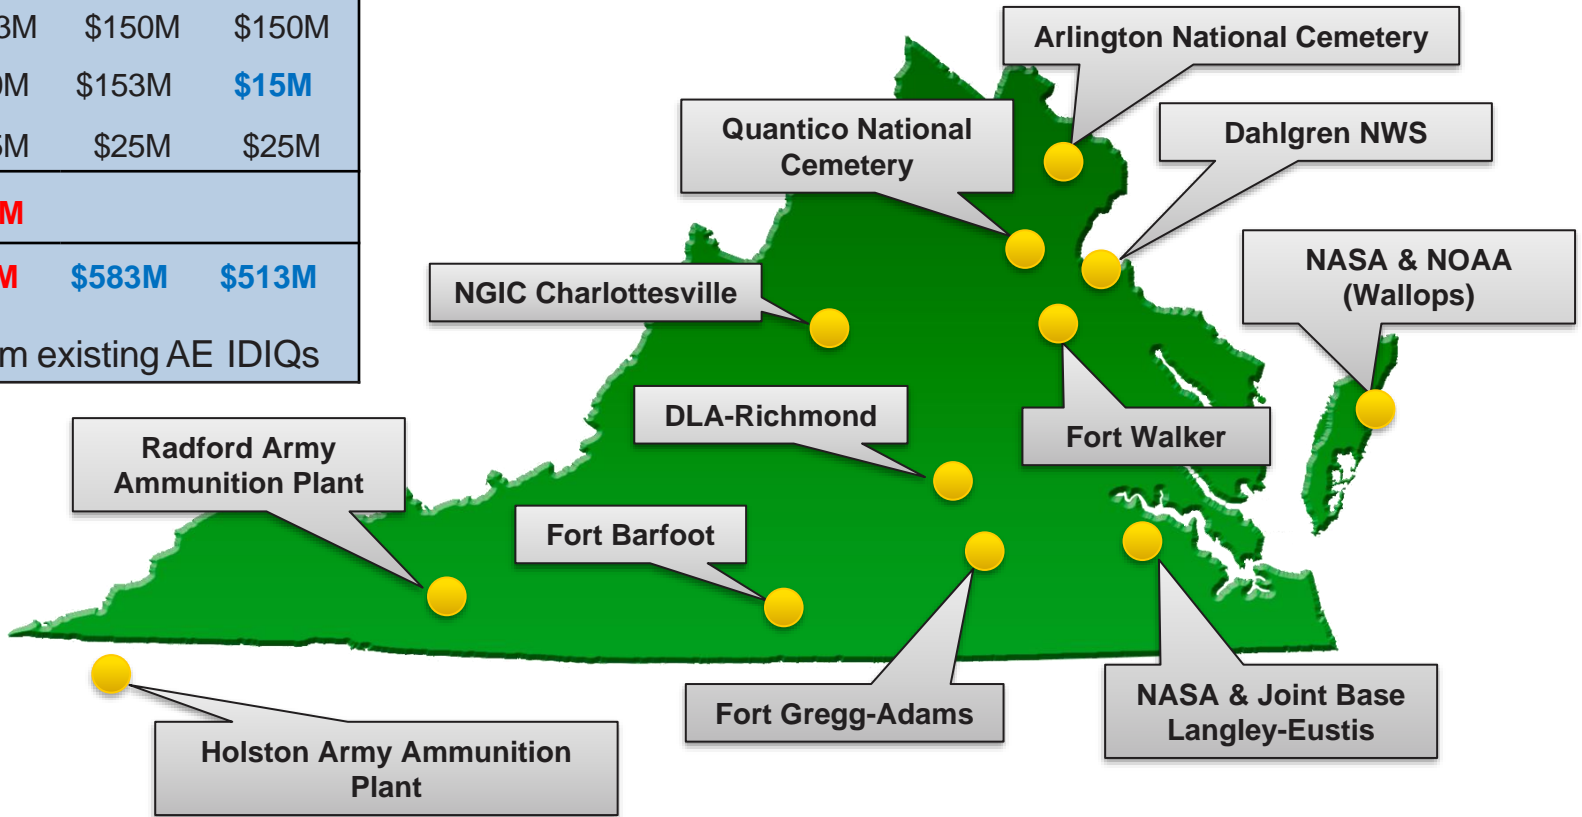 $150M $150M
$153M $15M
$25M $25M
$583M $513M
existing AE IDIQs
Arlington National Cemetery
Quantico National
Cemetery
Dahlgren NWS
NASA & NOAA
(Wallops)
NGIC Charlottesville
DLA-Richmond
Fort Walker
Radford Army
Ammunition Plant
Fort Barfoot
Fort Gregg-Adams
NASA & Joint Base
Langley-Eustis
Holston Army Ammunition
Plant